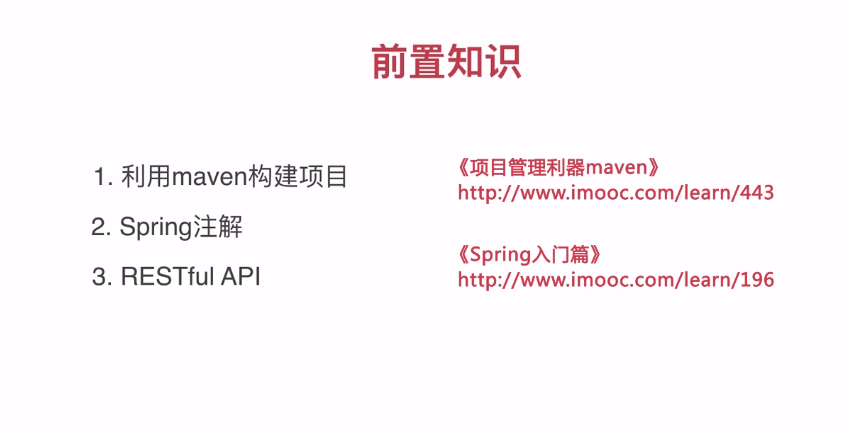 前置知识
1. 利用maven构建项目
2. Spring注解
3. RESTful API
《项目管理利器maven》
http://www.imooc.com/learn/443
《Spring入门篇》
http://www.imooc.com/learn/196